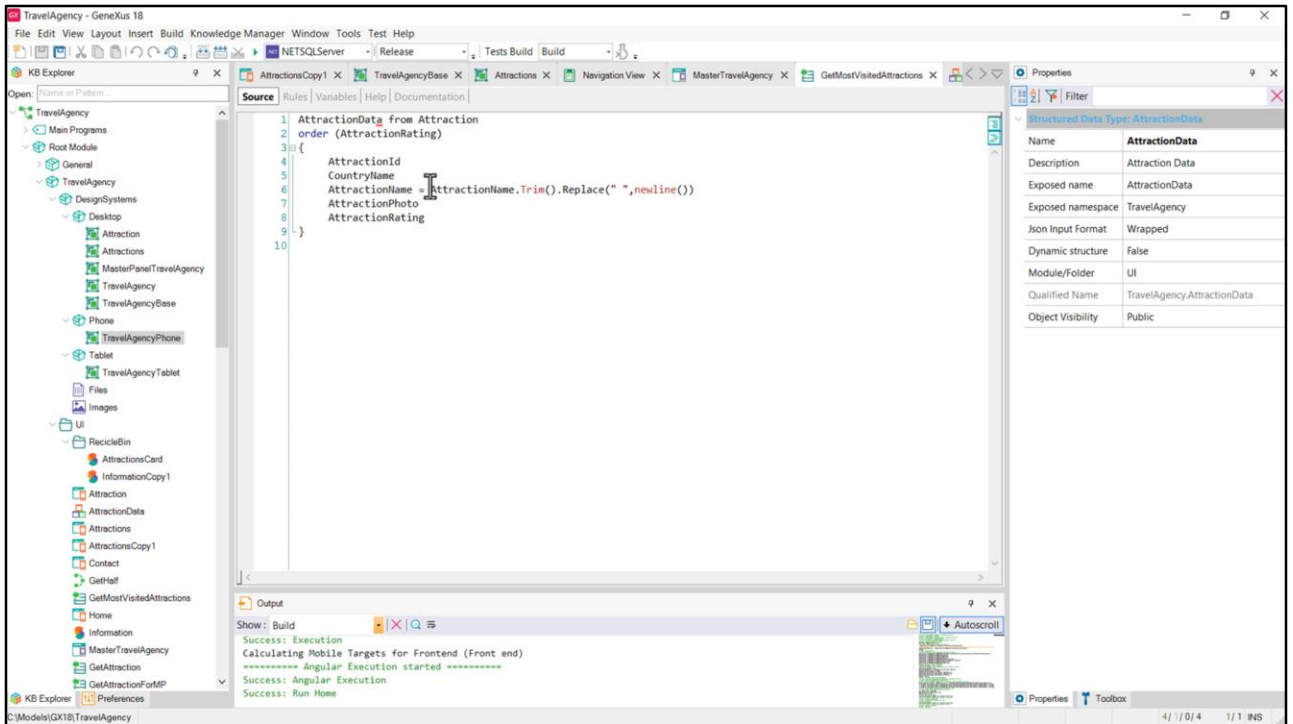 TravelAgency - GeneXus 18
File Edit View Layout Insert Build Knowledge Manager Window Tools Test Help
NETSQLServer Release Tests Build Build
KB Explorer
Open: Name or Pattern...
TravelAgency
Main Programs
Root Module
General
TravelAgency
DesignSystems
Desktop
Attraction
Attractions
MasterPanelTravelAgency
TravelAgency
TravelAgencyBase
Phone
TravelAgencyPhone
Tablet
TravelAgencyTablet
Files
Images
UI
RecicleBin
AttractionsCard
InformationCopy1
Attraction
AttractionData
Attractions
AttractionsCopy1
Contact
GetHalf
GetMostVisitedAttractions
Home
Information
MasterTravelAgency
GetAttraction
GetAttractionForMP
KB Explorer Preferences
AttractionsCopy1 X TravelAgencyBase X Attractions X Navigation View X MasterTravelAgency X GetMostVisitedAttractions X
Source Rules Variables Help Documentation
1 AttractionData from Attraction
2 order (AttractionRating)
3 {
4 AttractionId
5 CountryName
6 AttractionName = AttractionName.Trim().Replace(" ",newline())
7 AttractionPhoto
8 AttractionRating
9 }
10
Output
Show: Build Autoscroll
Success: Execution
Calculating Mobile Targets for Frontend (Front end)
========== Angular Execution started ==========
Success: Angular Execution
Success: Run Home
Properties
Filter
Structured Data Type: AttractionData
Name AttractionData
Description Attraction Data
Exposed name AttractionData
Exposed namespace TravelAgency
Json Input Format Wrapped
Dynamic structure False
Module/Folder UI
Qualified Name TravelAgency.AttractionData
Object Visibility Public
Properties Toolbox
C:\Models\GX18\TravelAgency 4/1/0/4 1/1 INS